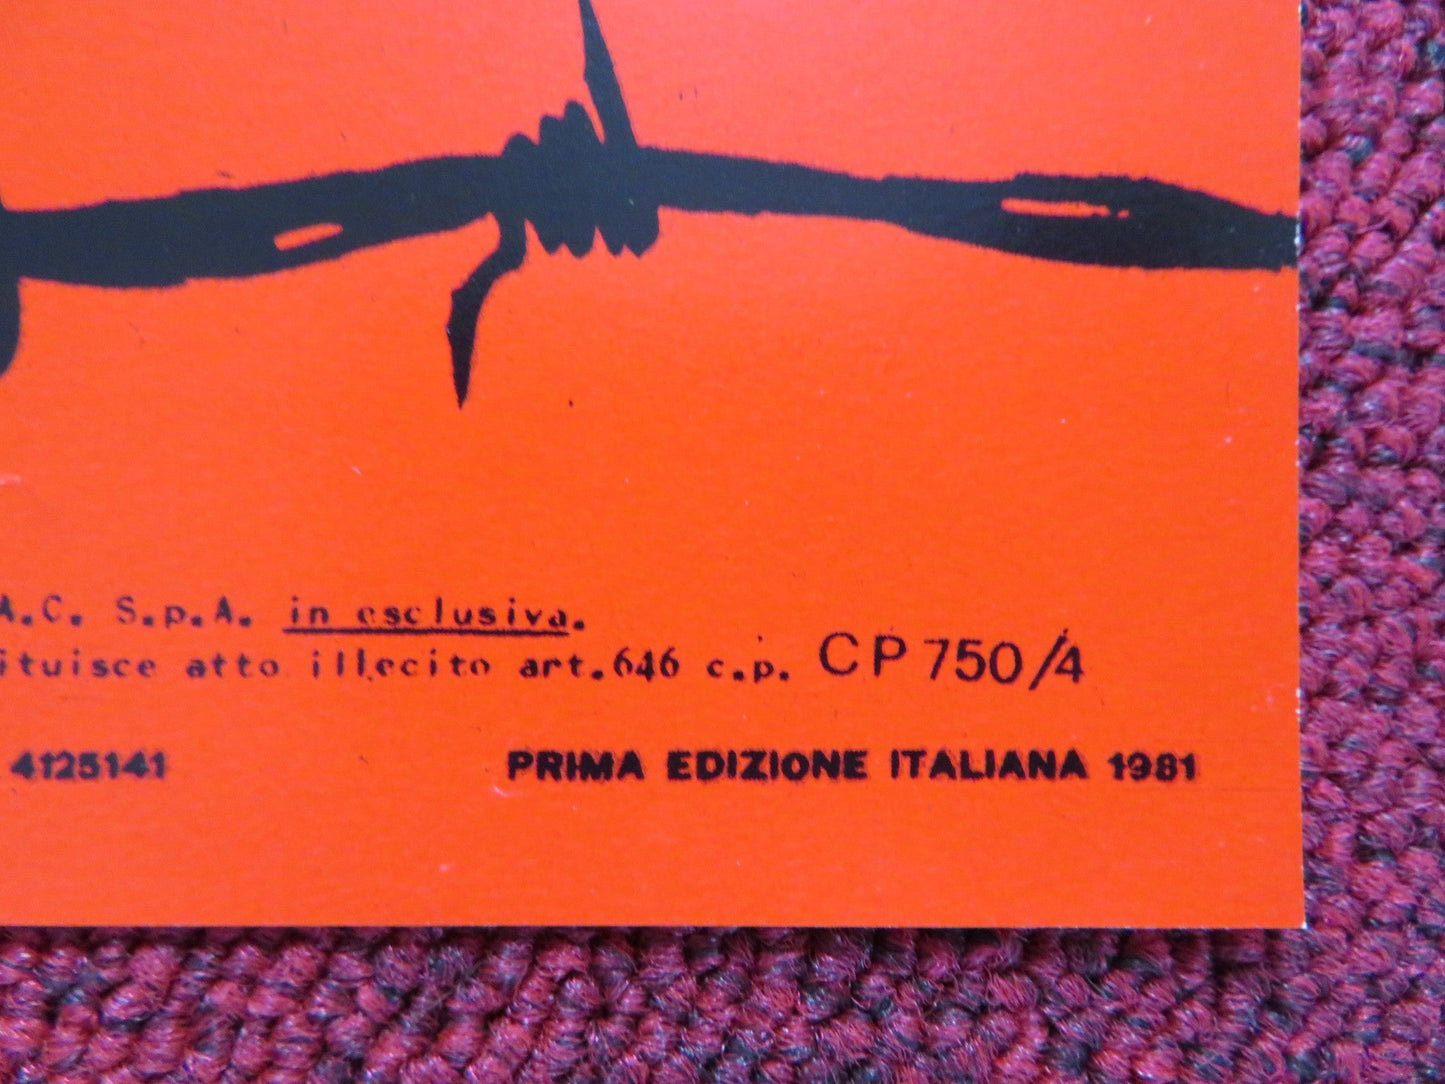 A.C. S.p.A. in esclusiva.
ituisce atto illecito art.646 c.p. CP 750/4
4125141 PRIMA EDIZIONE ITALIANA 1981